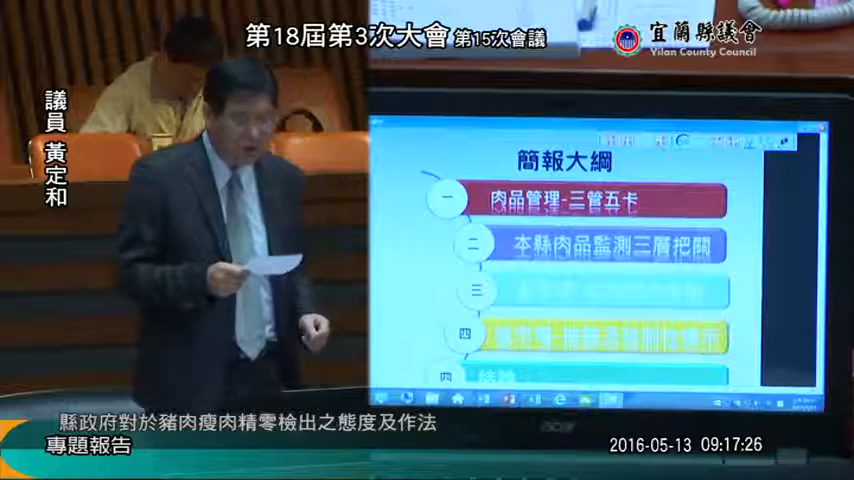 第18屆第3次大會 第15次會議
宜蘭縣議會
Yilan County Council
議員 黃定和
簡報大綱
一 肉品管理-三管五卡
二 本縣肉品監測三層把關
三
四
四 結論
acer
縣政府對於豬肉瘦肉精零檢出之態度及作法
專題報告
2016-05-13 09:17:26